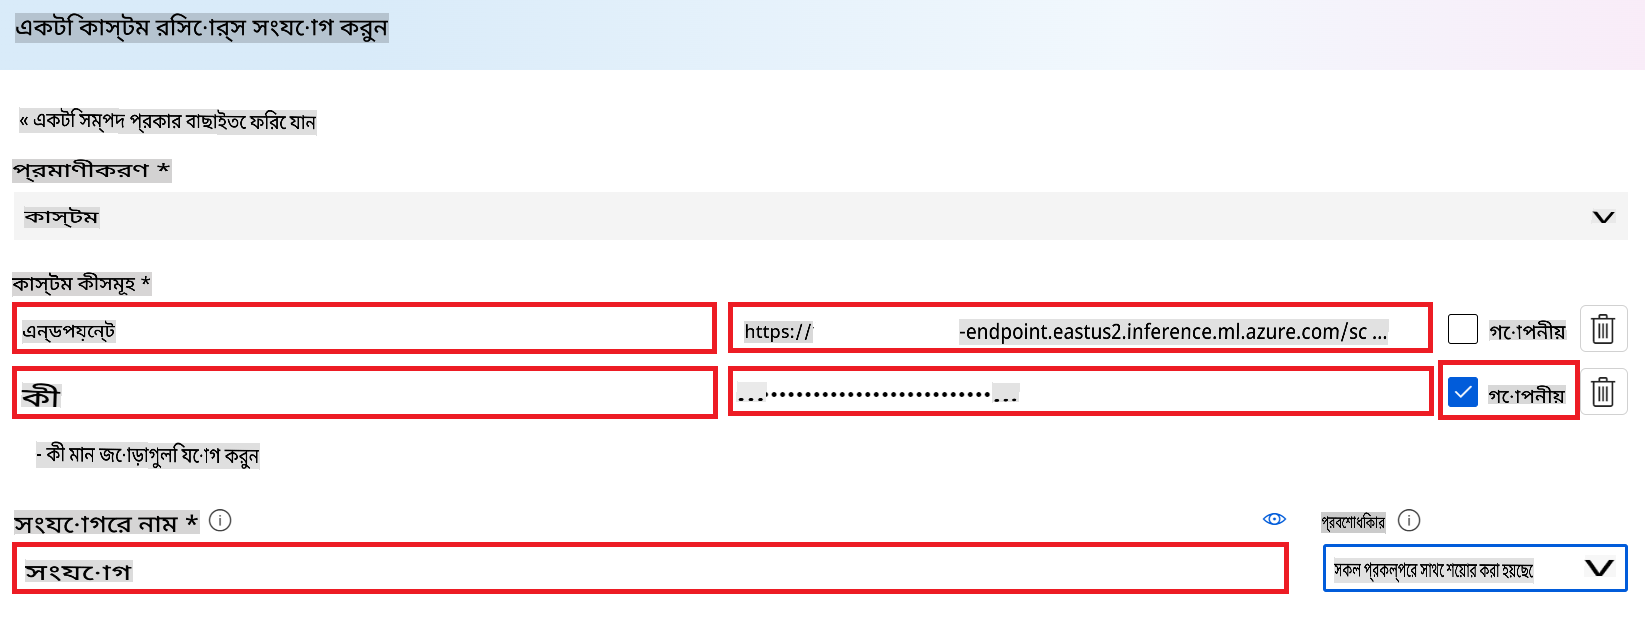 একটি কাস্টম রিসোর্স সংযোগ করুন
« একটি সম্পদ প্রকার বাছাইতে ফিরে যান
প্রমাণীকরণ *
কাস্টম
কাস্টম কীসমূহ *
এন্ডপয়েন্ট https:// -endpoint.eastus2.inference.ml.azure.com/sc ... গোপনীয়
কী ...••••••••••••••••••••••••••••... গোপনীয়
- কী মান জোড়াগুলি যোগ করুন
সংযোগের নাম * প্রবেশাধিকার
সংযোগ সকল প্রকল্পের সাথে শেয়ার করা হয়েছে